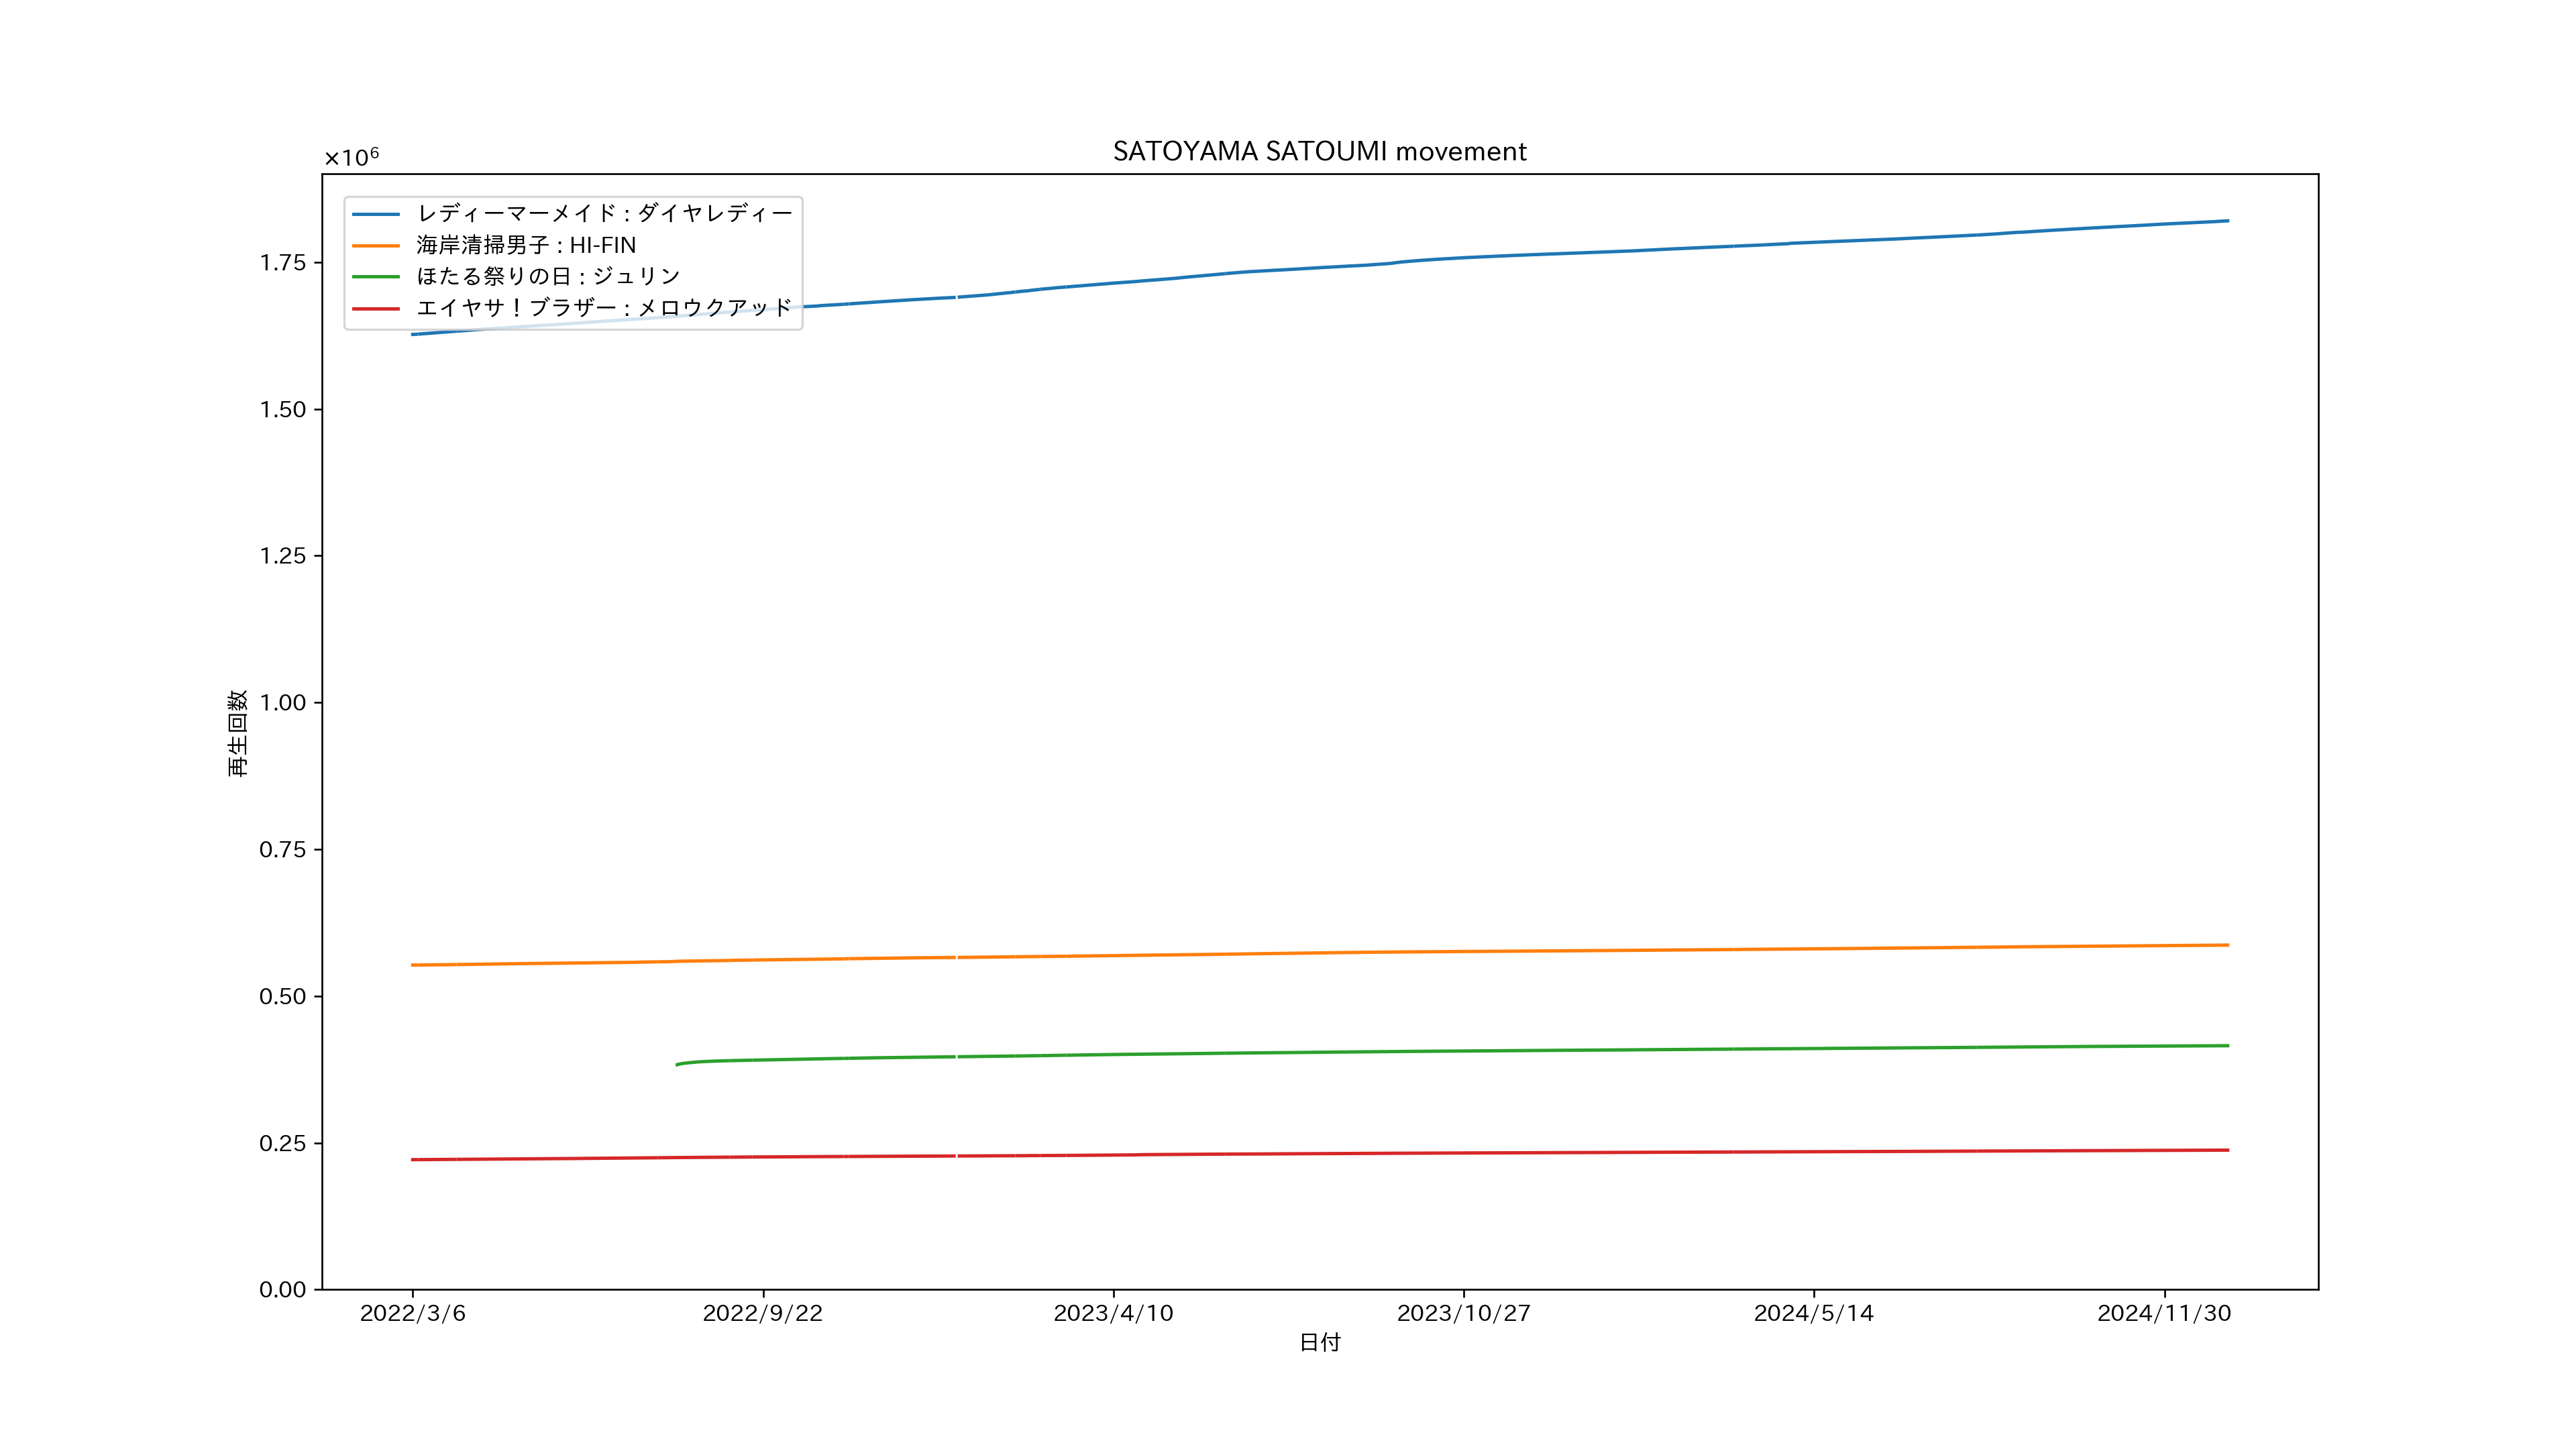 SATOYAMA SATOUMI movement
×10⁶
レディーマーメイド : ダイヤレディー
海岸清掃男子 : HI-FIN
ほたる祭りの日 : ジュリン
エイヤサ！ブラザー : メロウクアッド
1.75
1.50
1.25
1.00
0.75
0.50
0.25
0.00
再生回数
2022/3/6 2022/9/22 2023/4/10 2023/10/27 2024/5/14 2024/11/30
日付